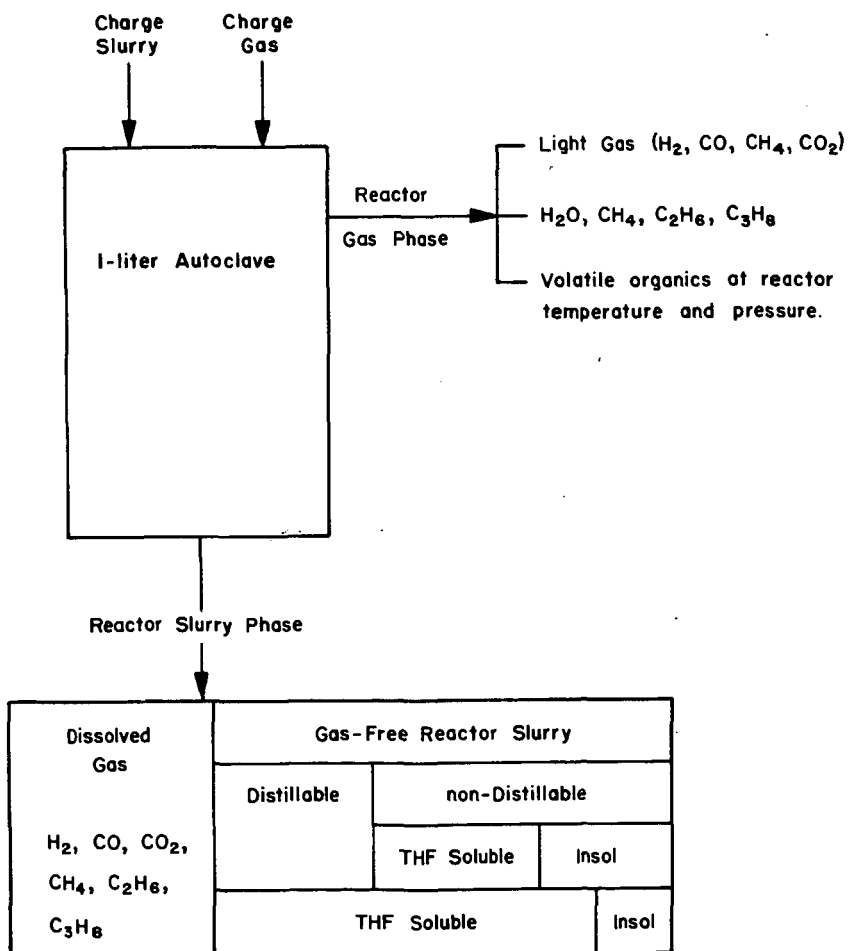 Charge
Slurry
Charge
Gas
1-liter Autoclave
Reactor
Gas Phase
Light Gas (H₂, CO, CH₄, CO₂)
H₂O, CH₄, C₂H₆, C₃H₈
Volatile organics at reactor
temperature and pressure.
Reactor Slurry Phase
Dissolved
Gas
H₂, CO, CO₂,
CH₄, C₂H₆,
C₃H₈
Gas-Free Reactor Slurry
Distillable
non-Distillable
THF Soluble
Insol
THF Soluble
Insol